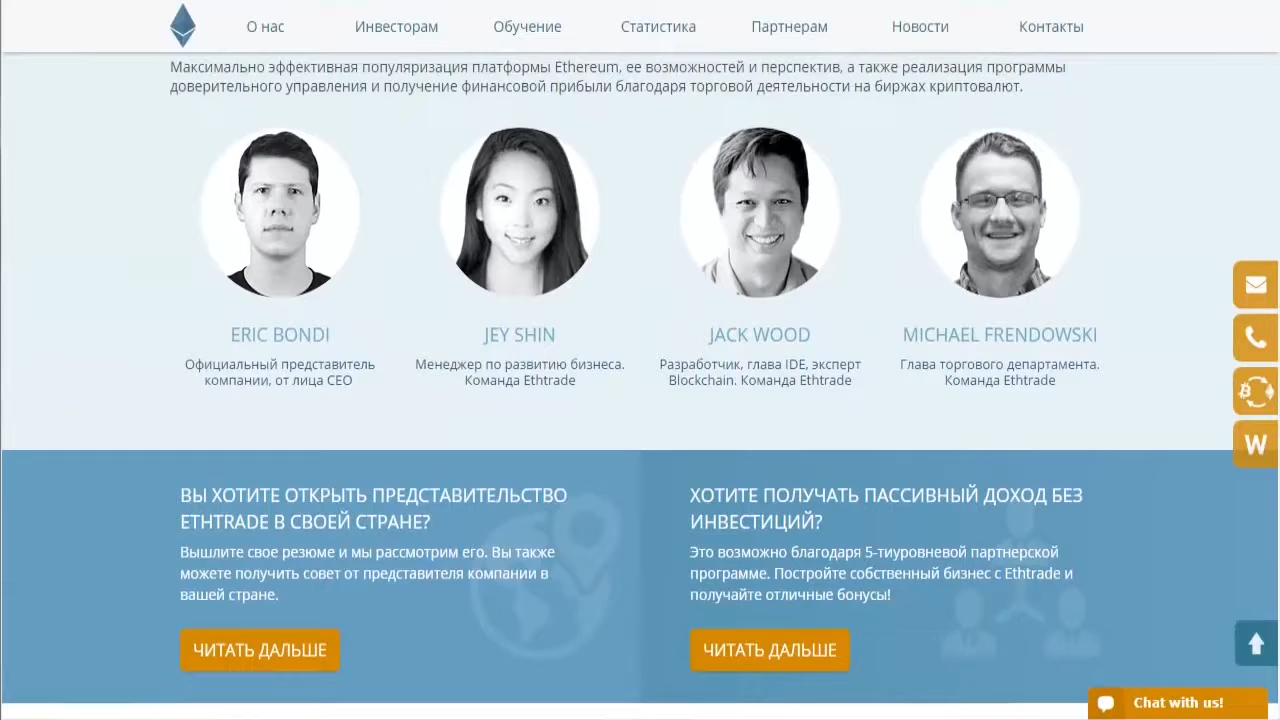 О нас Инвесторам Обучение Статистика Партнерам Новости Контакты
Максимально эффективная популяризация платформы Ethereum, ее возможностей и перспектив, а также реализация программы
доверительного управления и получение финансовой прибыли благодаря торговой деятельности на биржах криптовалют.
ERIC BONDI
Официальный представитель
компании, от лица CEO
JEY SHIN
Менеджер по развитию бизнеса.
Команда Ethtrade
JACK WOOD
Разработчик, глава IDE, эксперт
Blockchain. Команда Ethtrade
MICHAEL FRENDOWSKI
Глава торгового департамента.
Команда Ethtrade
W
ВЫ ХОТИТЕ ОТКРЫТЬ ПРЕДСТАВИТЕЛЬСТВО
ETHTRADE В СВОЕЙ СТРАНЕ?
Вышлите свое резюме и мы рассмотрим его. Вы также
можете получить совет от представителя компании в
вашей стране.
ЧИТАТЬ ДАЛЬШЕ
ХОТИТЕ ПОЛУЧАТЬ ПАССИВНЫЙ ДОХОД БЕЗ
ИНВЕСТИЦИЙ?
Это возможно благодаря 5-тиуровневой партнерской
программе. Постройте собственный бизнес с Ethtrade и
получайте отличные бонусы!
ЧИТАТЬ ДАЛЬШЕ
Chat with us!